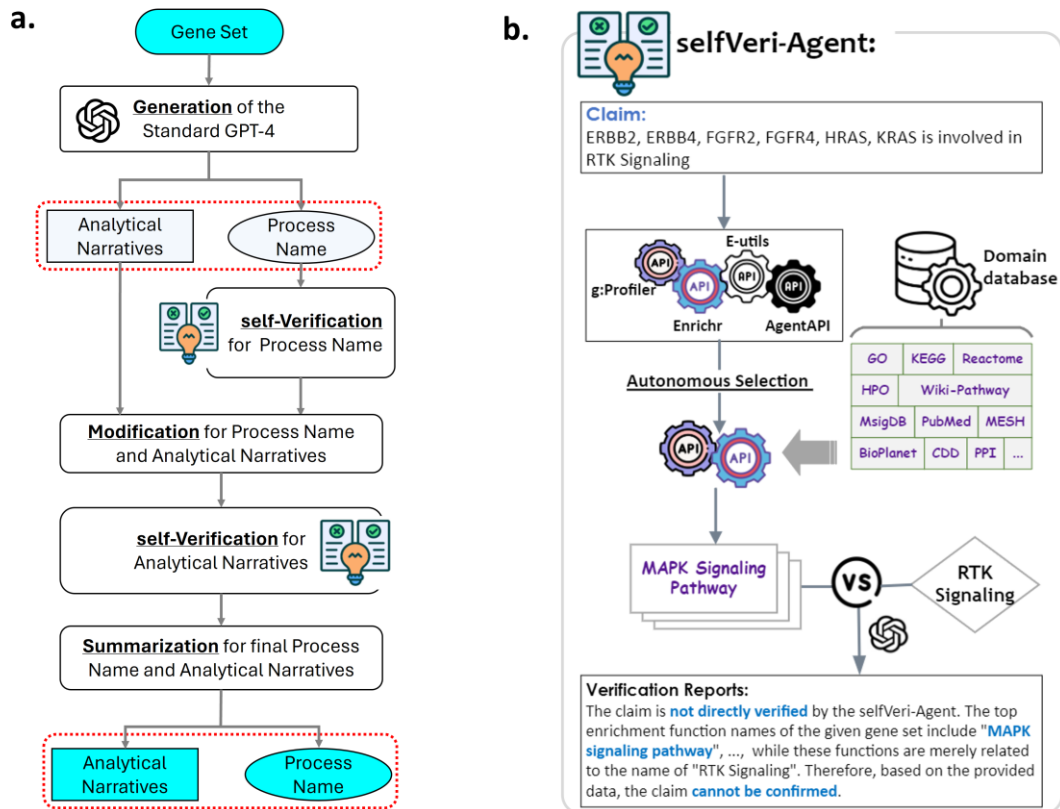 a.
Gene Set
Generation of the
Standard GPT-4
Analytical
Narratives
Process
Name
self-Verification
for Process Name
Modification for Process Name
and Analytical Narratives
self-Verification for
Analytical Narratives
Summarization for final Process
Name and Analytical Narratives
Analytical
Narratives
Process
Name
b.
selfVeri-Agent:
Claim:
ERBB2, ERBB4, FGFR2, FGFR4, HRAS, KRAS is involved in
RTK Signaling
E-utils
API
API
API
API
g:Profiler
Enrichr
AgentAPI
Domain
database
Autonomous Selection
GO KEGG Reactome
HPO Wiki-Pathway
MsigDB PubMed MESH
BioPlanet CDD PPI ...
API
API
MAPK Signaling
Pathway
VS
RTK
Signaling
Verification Reports:
The claim is not directly verified by the selfVeri-Agent. The top
enrichment function names of the given gene set include "MAPK
signaling pathway", ..., while these functions are merely related
to the name of "RTK Signaling". Therefore, based on the provided
data, the claim cannot be confirmed.